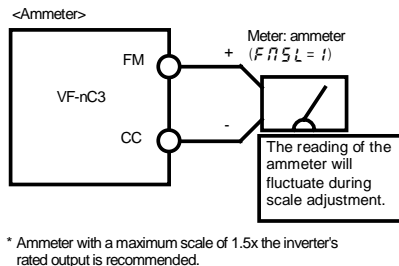 <Ammeter>
Meter: ammeter
(FMSL=1)
FM
+
VF-nC3
CC
-
The reading of the
ammeter will
fluctuate during
scale adjustment.
* Ammeter with a maximum scale of 1.5x the inverter's
rated output is recommended.